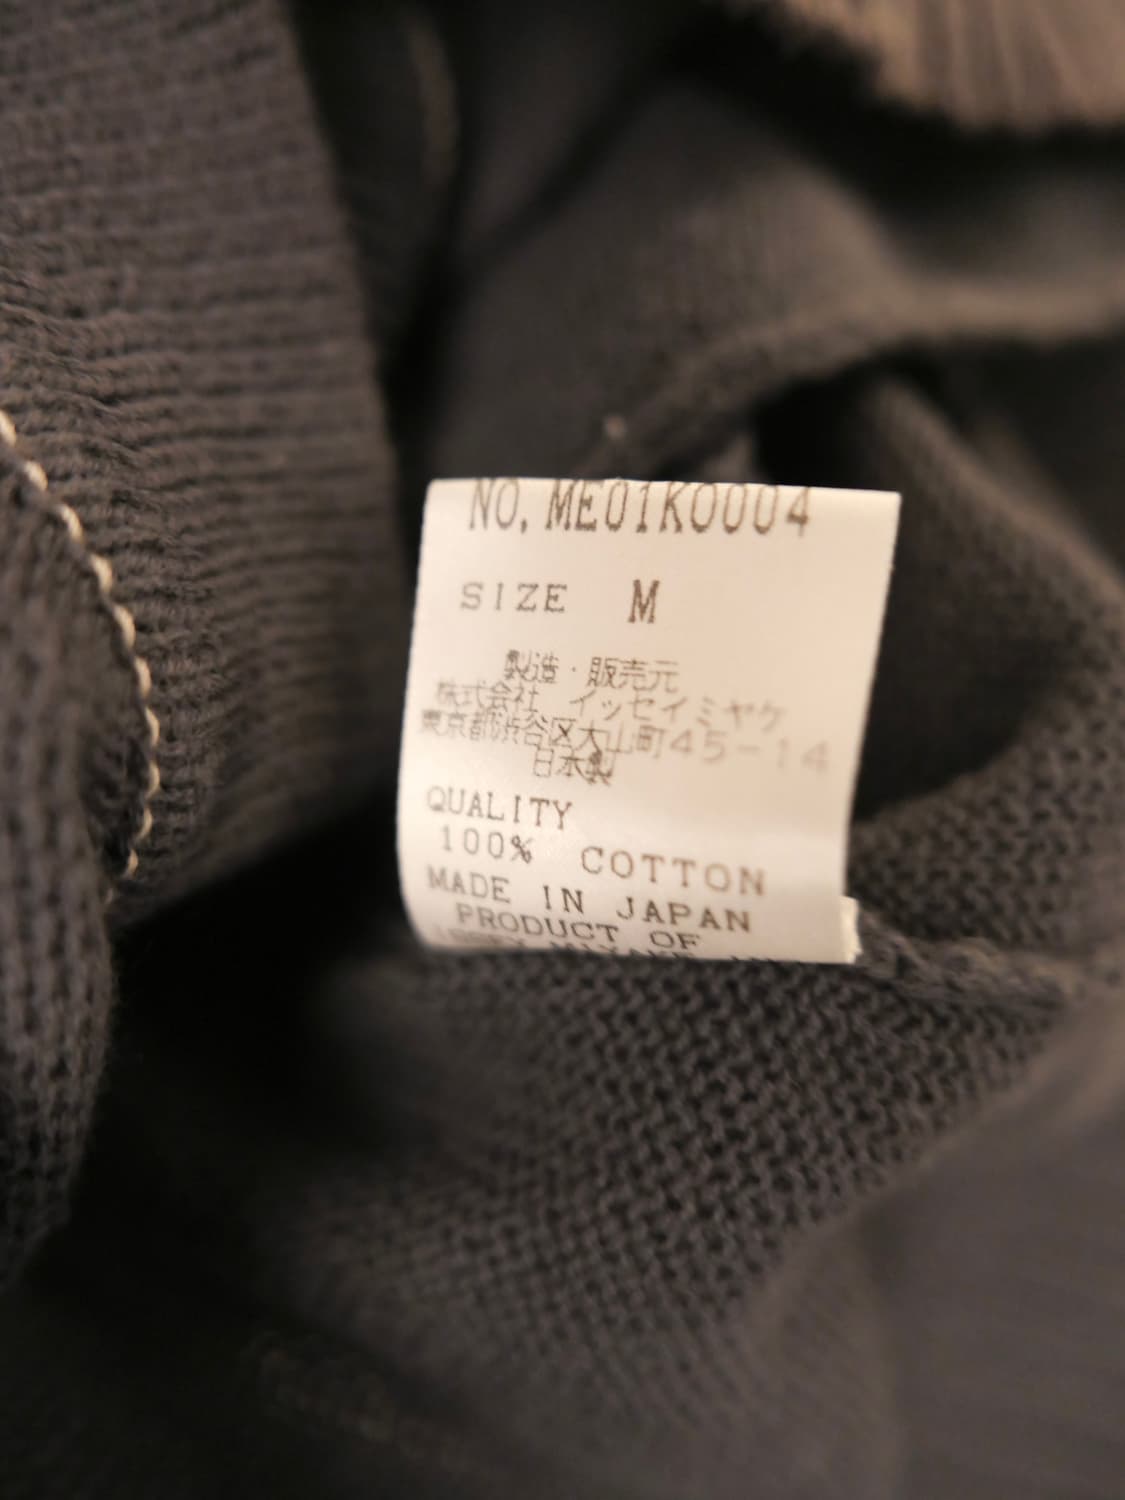 NO. ME01K0004
SIZE M
製造・販売元
株式会社 イッセイミヤケ
東京都渋谷区大山町45-14
日本製
QUALITY
100% COTTON
MADE IN JAPAN
PRODUCT OF
ISSEY MIYAKE